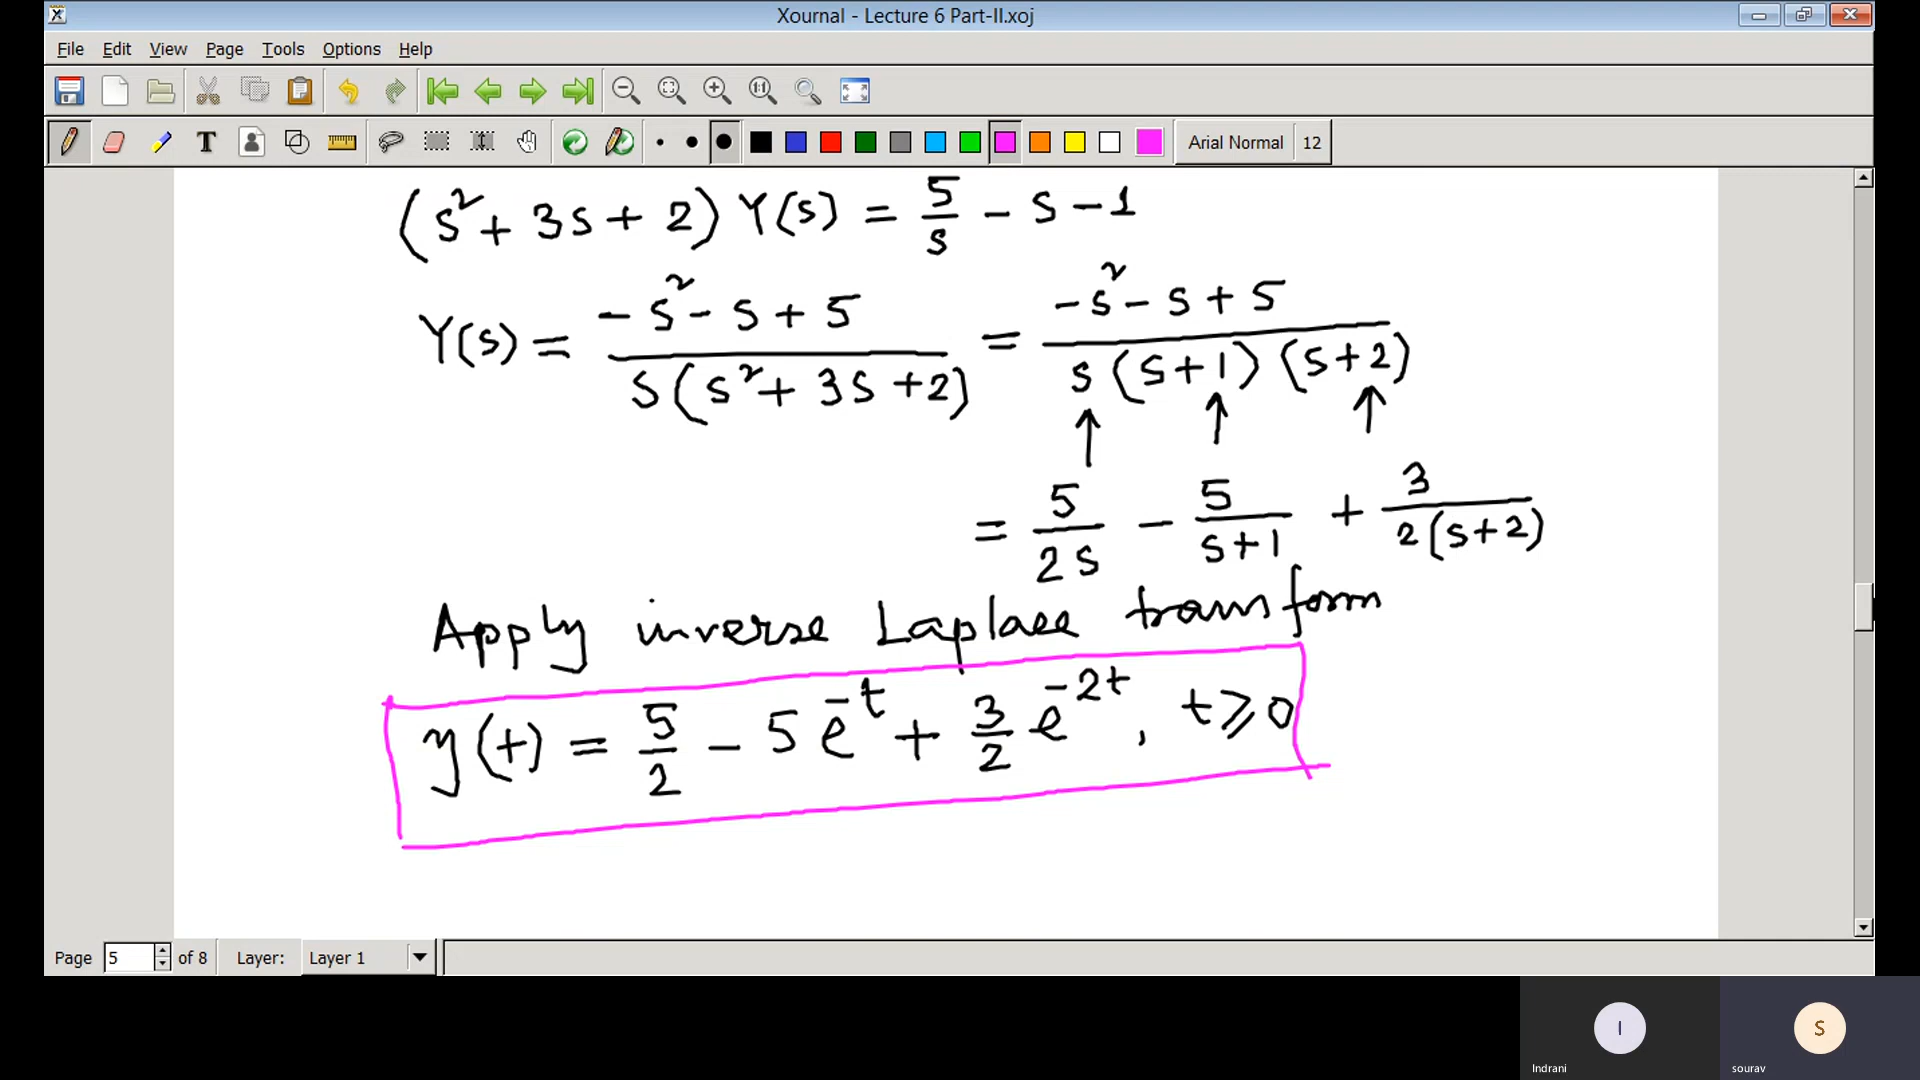 Xournal - Lecture 6 Part-II.xoj
File Edit View Page Tools Options Help
Arial Normal 12
(s² + 3s + 2) Y(s) = 5/s - s - 1
Y(s) = (-s² - s + 5)/(s(s² + 3s + 2)) = (-s² - s + 5)/(s(s+1)(s+2))
= 5/(2s) - 5/(s+1) + 3/(2(s+2))
Apply inverse Laplace transform
y(t) = 5/2 - 5e^(-t) + 3/2 e^(-2t), t ⩾ 0
Page 5 of 8 Layer: Layer 1
I S
Indrani sourav